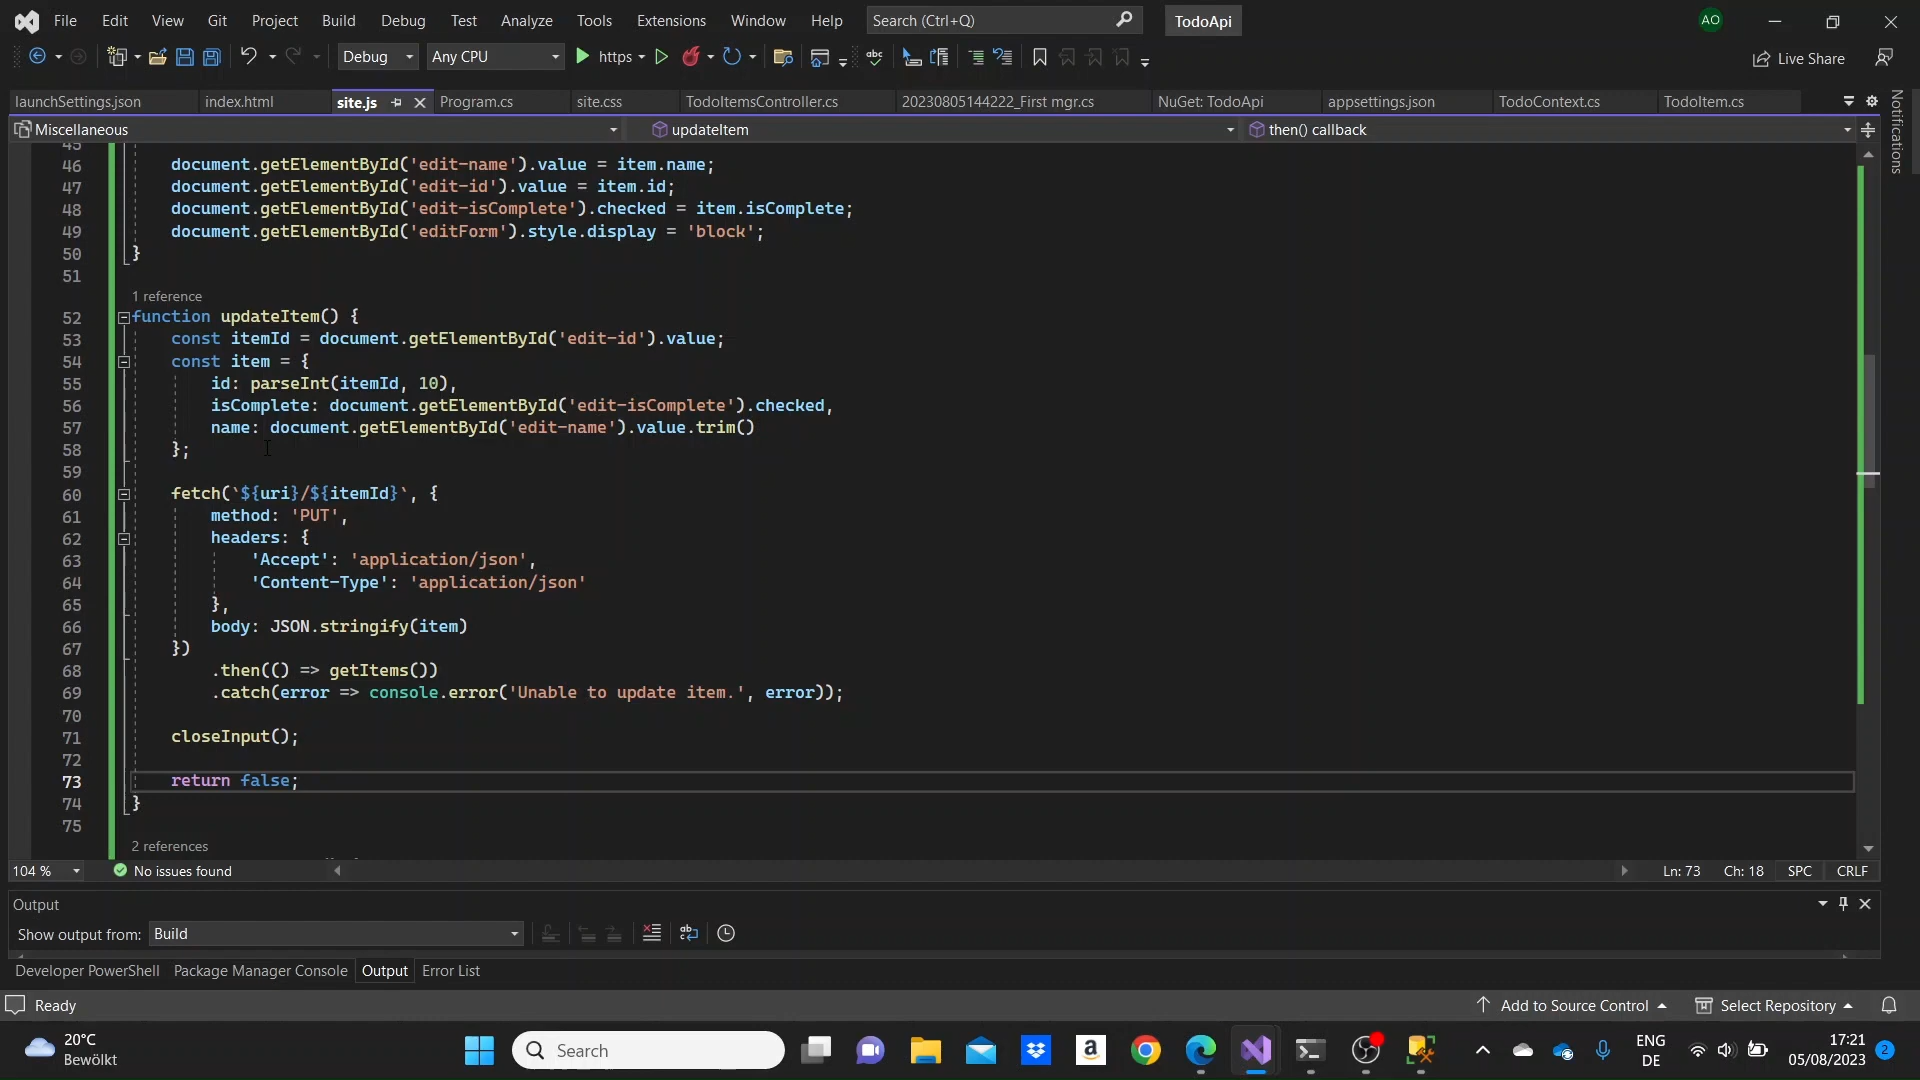 File Edit View Git Project Build Debug Test Analyze Tools Extensions Window Help Search (Ctrl+Q) TodoApi AO
Debug Any CPU https Live Share
launchSettings.json index.html site.js Program.cs site.css TodoItemsController.cs 20230805144222_First mgr.cs NuGet: TodoApi appsettings.json TodoContext.cs TodoItem.cs
Notifications
Miscellaneous updateItem then() callback
45
46 document.getElementById('edit-name').value = item.name;
47 document.getElementById('edit-id').value = item.id;
48 document.getElementById('edit-isComplete').checked = item.isComplete;
49 document.getElementById('editForm').style.display = 'block';
50 }
51
1 reference
52 function updateItem() {
53 const itemId = document.getElementById('edit-id').value;
54 const item = {
55 id: parseInt(itemId, 10),
56 isComplete: document.getElementById('edit-isComplete').checked,
57 name: document.getElementById('edit-name').value.trim()
58 };
59
60 fetch(`${uri}/${itemId}`, {
61 method: 'PUT',
62 headers: {
63 'Accept': 'application/json',
64 'Content-Type': 'application/json'
65 },
66 body: JSON.stringify(item)
67 })
68 .then(() => getItems())
69 .catch(error => console.error('Unable to update item.', error));
70
71 closeInput();
72
73 return false;
74 }
75
2 references
104 % No issues found Ln: 73 Ch: 18 SPC CRLF
Output
Show output from: Build
Developer PowerShell Package Manager Console Output Error List
Ready Add to Source Control Select Repository
20°C
Bewölkt
Search
ENG
DE
17:21
05/08/2023
2